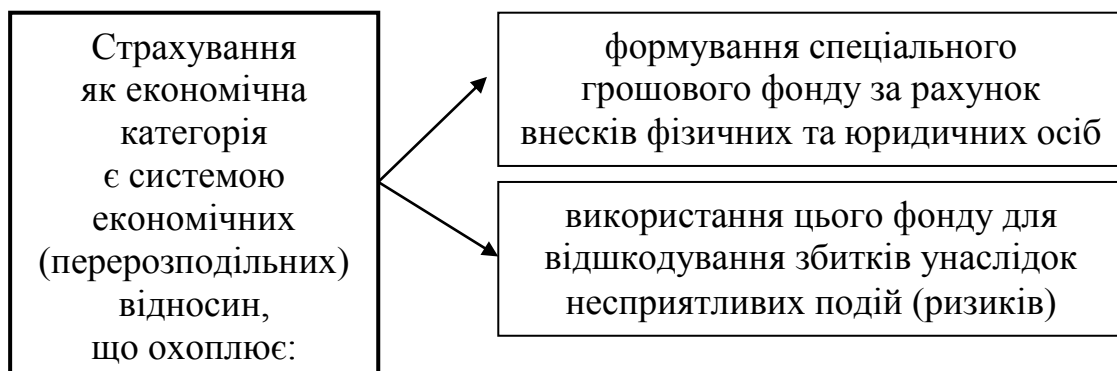 Страхування
як економічна
категорія
є системою
економічних
(перерозподільних)
відносин,
що охоплює:
формування спеціального
грошового фонду за рахунок
внесків фізичних та юридичних осіб
використання цього фонду для
відшкодування збитків унаслідок
несприятливих подій (ризиків)